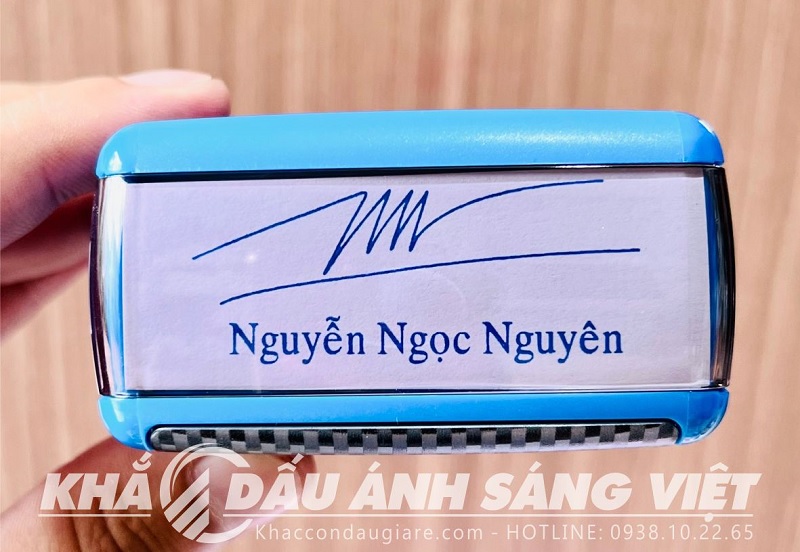 Nguyễn Ngọc Nguyên
KHẮC DẤU ÁNH SÁNG VIỆT
Khaccondaugiare.com - HOTLINE: 0938.10.22.65